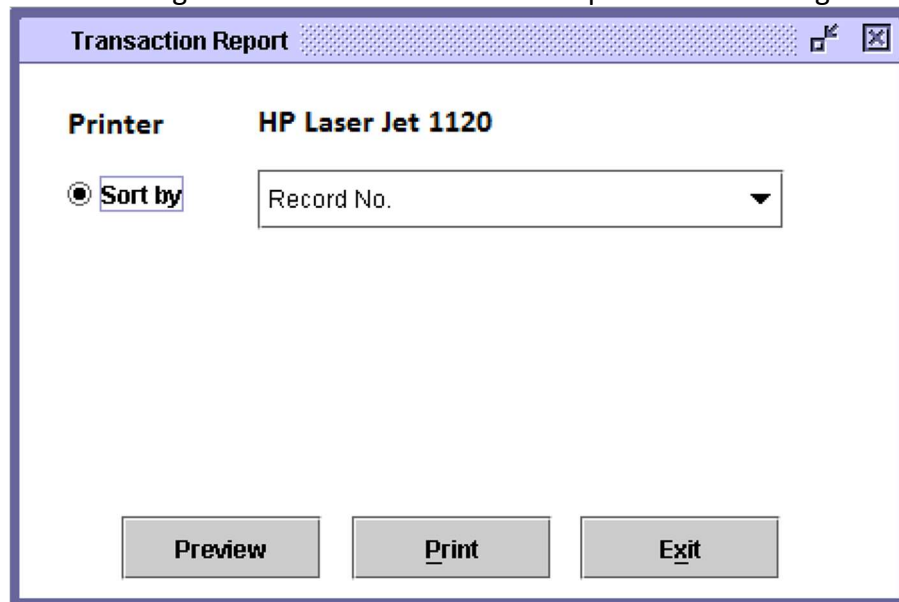 Transaction Report
Printer HP Laser Jet 1120
Sort by Record No.
Preview Print Exit